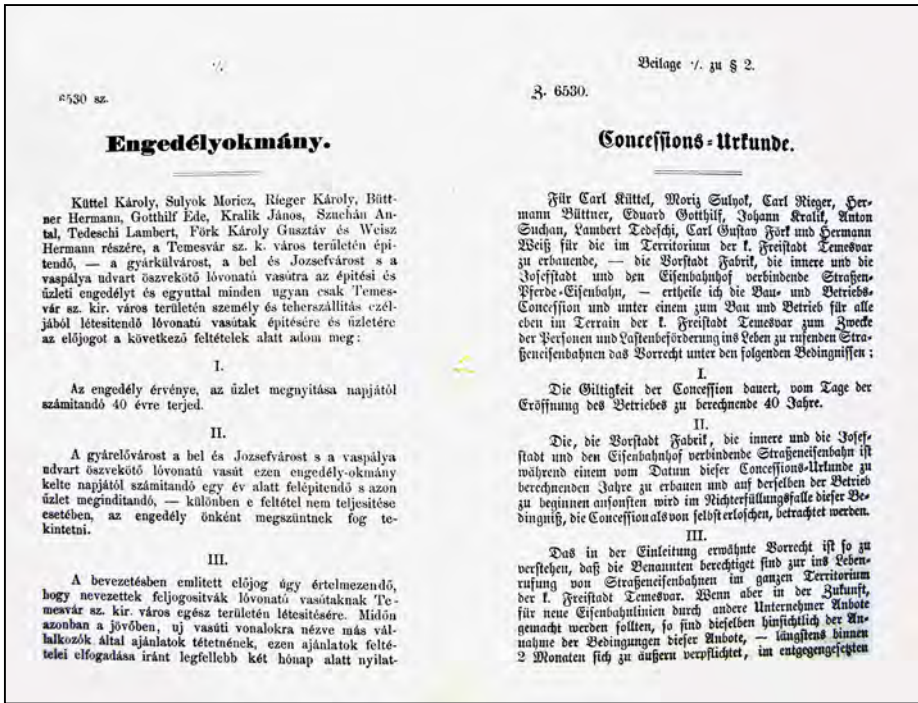 ·/.
6530 sz.
Engedélyokmány.
Küttel Károly, Sulyok Moricz, Rieger Károly, Bütt-
ner Hermann, Gotthilf Ede, Kralik János, Szuchán An-
tal, Tedeschi Lambert, Förk Károly Gusztáv és Weisz
Hermann részére, a Temesvár sz. k. város területén épi-
tendő, — a gyárkülvárost, a bel és Jozsefvárost s a
vaspálya udvart öszvekötő lóvonatú vasútra az épitési és
üzleti engedélyt és egyuttal minden ugyan csak Temes-
vár sz. kir. város területén személy és teherszállitás czél-
jából létesitendő lóvonatú vasútak épitésére és üzletére
az előjogot a következő feltételek alatt adom meg:
I.
Az engedély érvénye, az üzlet megnyitása napjától
számitandó 40 évre terjed.
II.
A gyárelővárost a bel és Jozsefvárost s a vaspálya
udvart öszvekötő lóvonatú vasút ezen engedély-okmány
kelte napjától számitandó egy év alatt felépitendő s azon
üzlet meginditandó, — különben e feltétel nem teljesitése
esetében, az engedély önként megszüntnek fog te-
kintetni.
III.
A bevezetésben emlitett előjog úgy értelmezendő,
hogy nevezettek feljogositvák lóvonatú vasútaknak Te-
mesvár sz. kir. város egész területén létesitésére. Midőn
azonban a jövőben, uj vasúti vonalokra nézve más vál-
lalkozók által ajánlatok tétetnének, ezen ajánlatok felté-
telei elfogadása iránt legfellebb két hónap alatt nyilat-
Beilage ·/. zu § 2.
Z. 6530.
Concessions-Urkunde.
Für Carl Küttel, Moriz Sulyok, Carl Rieger, Her-
mann Büttner, Eduard Gotthilf, Johann Kralik, Anton
Suchan, Lambert Tedeschi, Carl Gustav Förk und Hermann
Weiß für die im Territorium der k. Freistadt Temesvar
zu erbauende, — die Vorstadt Fabrik, die innere und die
Josefstadt und den Eisenbahnhof verbindende Straßen-
Pferde-Eisenbahn, — ertheile ich die Bau- und Betriebs-
Concession und unter einem zum Bau und Betrieb für alle
eben im Terrain der k. Freistadt Temesvar zum Zwecke
der Personen und Lastenbeförderung ins Leben zu rufenden Stra-
ßeneisenbahnen das Vorrecht unter den folgenden Bedingnissen:
I.
Die Giltigkeit der Concession dauert, vom Tage der
Eröffnung des Betriebes zu berechnende 40 Jahre.
II.
Die, die Vorstadt Fabrik, die innere und die Josef-
stadt und den Eisenbahnhof verbindende Straßeneisenbahn ist
während einem vom Datum dieser Concessions-Urkunde zu
berechnenden Jahre zu erbauen und auf derselben der Betrieb
zu beginnen ansonsten wird im Nichterfüllungsfalle dieser Be-
dingniß, die Concession als von selbst erloschen, betrachtet werden.
III.
Das in der Einleitung erwähnte Vorrecht ist so zu
verstehen, daß die Benannten berechtiget sind zur ins Leben-
rufung von Straßeneisenbahnen im ganzen Territorium
der k. Freistadt Temesvar. Wenn aber in der Zukunft,
für neue Eisenbahnlinien durch andere Unternehmer Anbote
gemacht werden sollten, so sind dieselben hinsichtlich der An-
nahme der Bedingungen dieser Anbote, — längstens binnen
2 Monaten sich zu äußern verpflichtet, im entgegengesetzten